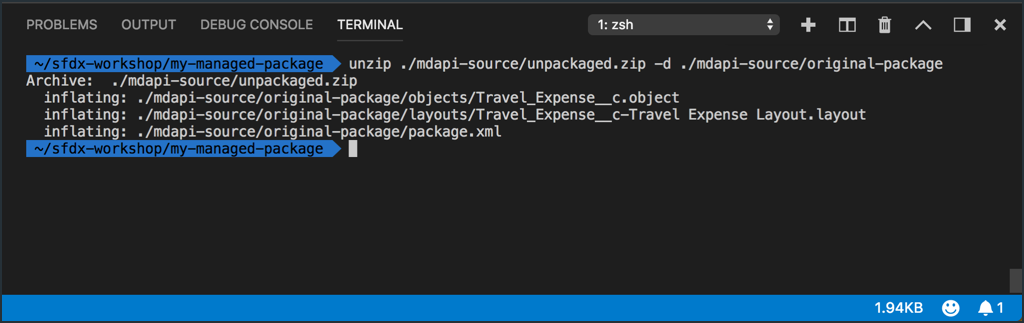 PROBLEMS OUTPUT DEBUG CONSOLE TERMINAL 1: zsh
~/sfdx-workshop/my-managed-package unzip ./mdapi-source/unpackaged.zip -d ./mdapi-source/original-package
Archive:  ./mdapi-source/unpackaged.zip
  inflating: ./mdapi-source/original-package/objects/Travel_Expense__c.object
  inflating: ./mdapi-source/original-package/layouts/Travel_Expense__c-Travel Expense Layout.layout
  inflating: ./mdapi-source/original-package/package.xml
~/sfdx-workshop/my-managed-package
1.94KB 1